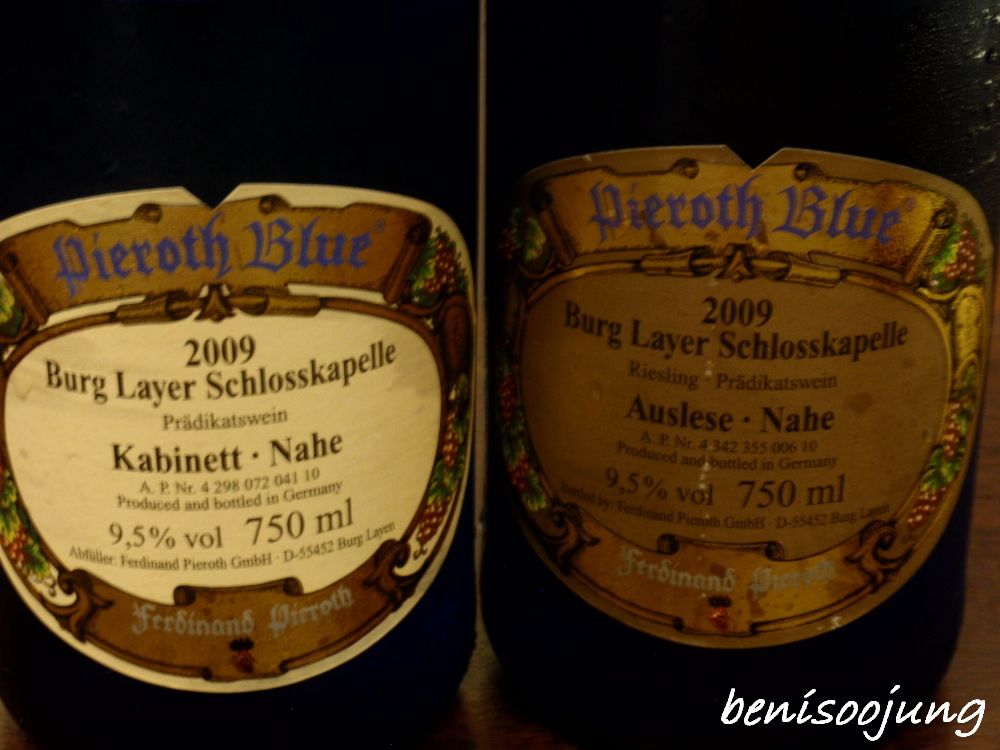 Pieroth Blue®
2009
Burg Layer Schlosskapelle
Prädikatswein
Kabinett · Nahe
A. P. Nr. 4 298 072 041 10
Produced and bottled in Germany
9,5% vol 750 ml
Abfüller: Ferdinand Pieroth GmbH · D-55452 Burg Layen
Ferdinand Pieroth
Pieroth Blue®
2009
Burg Layer Schlosskapelle
Riesling · Prädikatswein
Auslese · Nahe
A. P. Nr. 4 342 355 006 10
Produced and bottled in Germany
9,5% vol 750 ml
Bottled by: Ferdinand Pieroth GmbH · D-55452 Burg Layen
Ferdinand Pieroth
benisoojung